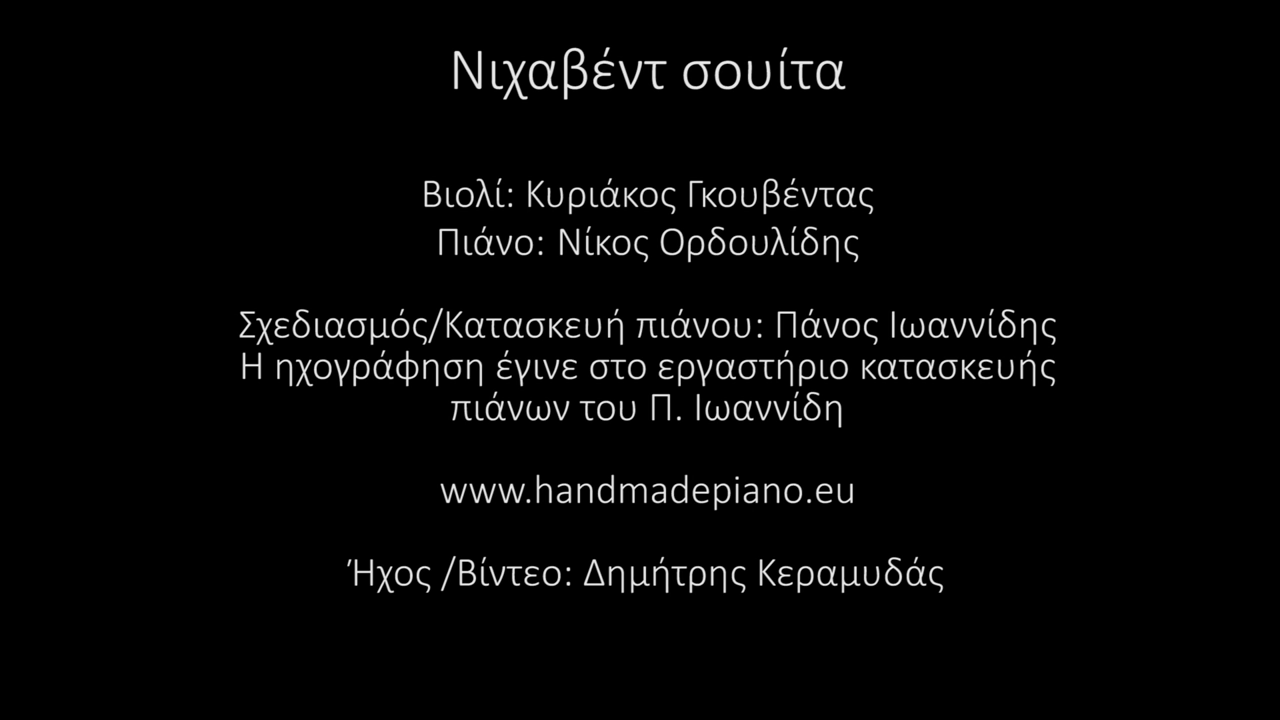 Νιχαβέντ σουίτα
Βιολί: Κυριάκος Γκουβέντας
Πιάνο: Νίκος Ορδουλίδης
Σχεδιασμός/Κατασκευή πιάνου: Πάνος Ιωαννίδης
Η ηχογράφηση έγινε στο εργαστήριο κατασκευής
πιάνων του Π. Ιωαννίδη
www.handmadepiano.eu
Ήχος /Βίντεο: Δημήτρης Κεραμυδάς